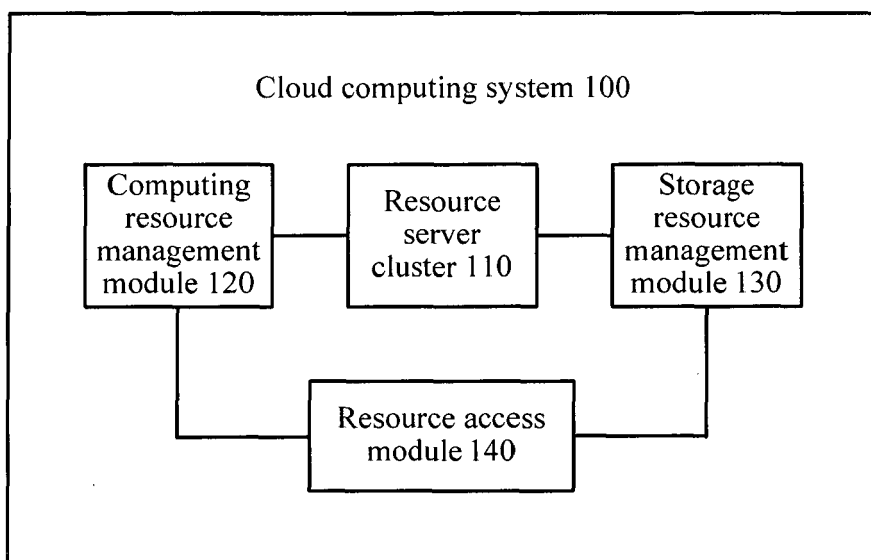 Cloud computing system 100
Computing
resource
management
module 120
Resource
server
cluster 110
Storage
resource
management
module 130
Resource access
module 140